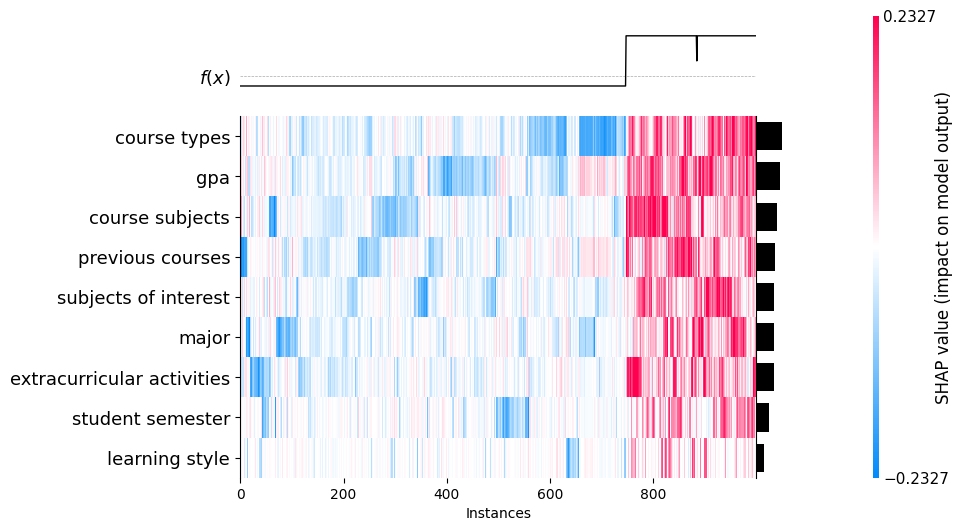 0.2327
f(x)
course types
gpa
course subjects
previous courses
subjects of interest
major
extracurricular activities
student semester
learning style
0 200 400 600 800
Instances
SHAP value (impact on model output)
−0.2327